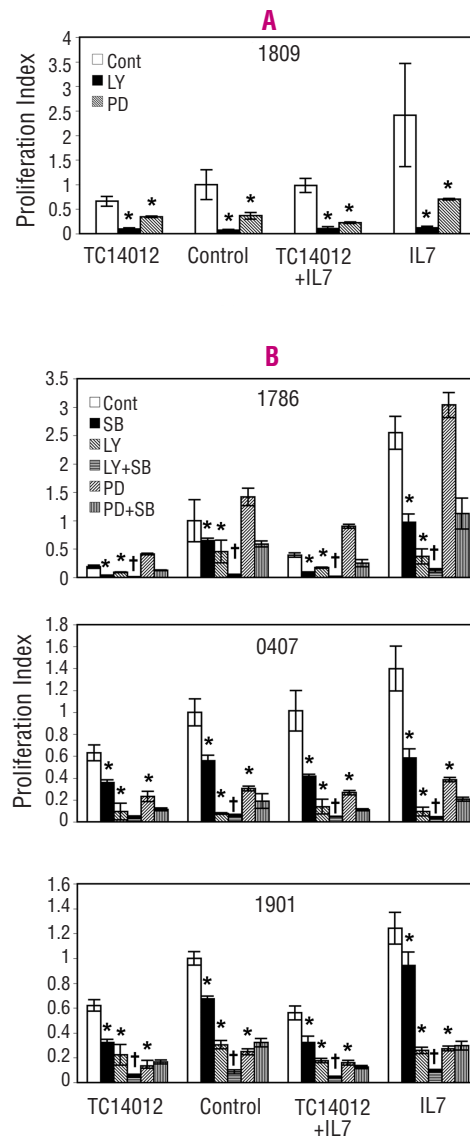 A
Proliferation Index
4
3.5
3
2.5
2
1.5
1
0.5
0
1809
Cont
LY
PD
* * * * * * * *
TC14012 Control TC14012 +IL7 IL7
B
3.5
3
2.5
2
1.5
1
0.5
0
1786
Cont
SB
LY
LY+SB
PD
PD+SB
* * † * * † * * † * * †
Proliferation Index
1.8
1.6
1.4
1.2
1
0.8
0.6
0.4
0.2
0
0407
* * * * * † * * * † * * * † *
1.6
1.4
1.2
1
0.8
0.6
0.4
0.2
0
1901
* * † * * * † * * * † * * * † *
TC14012 Control TC14012 +IL7 IL7